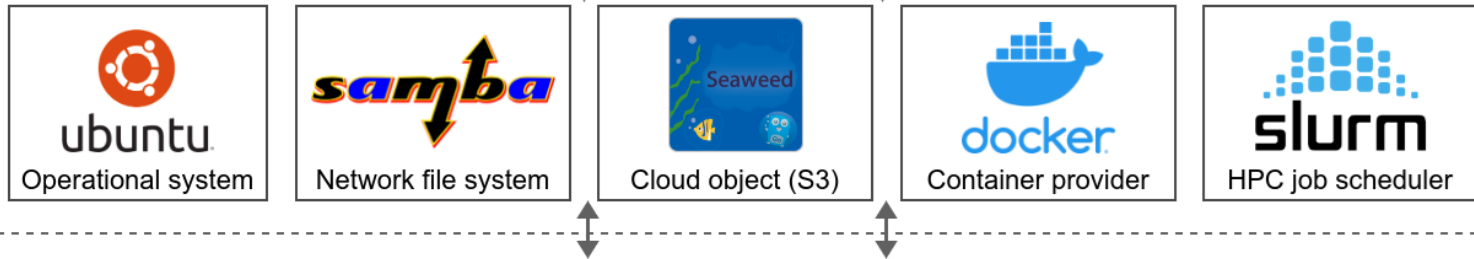 ubuntu
Operational system
samba
Network file system
Seaweed
Cloud object (S3)
docker
Container provider
slurm
HPC job scheduler